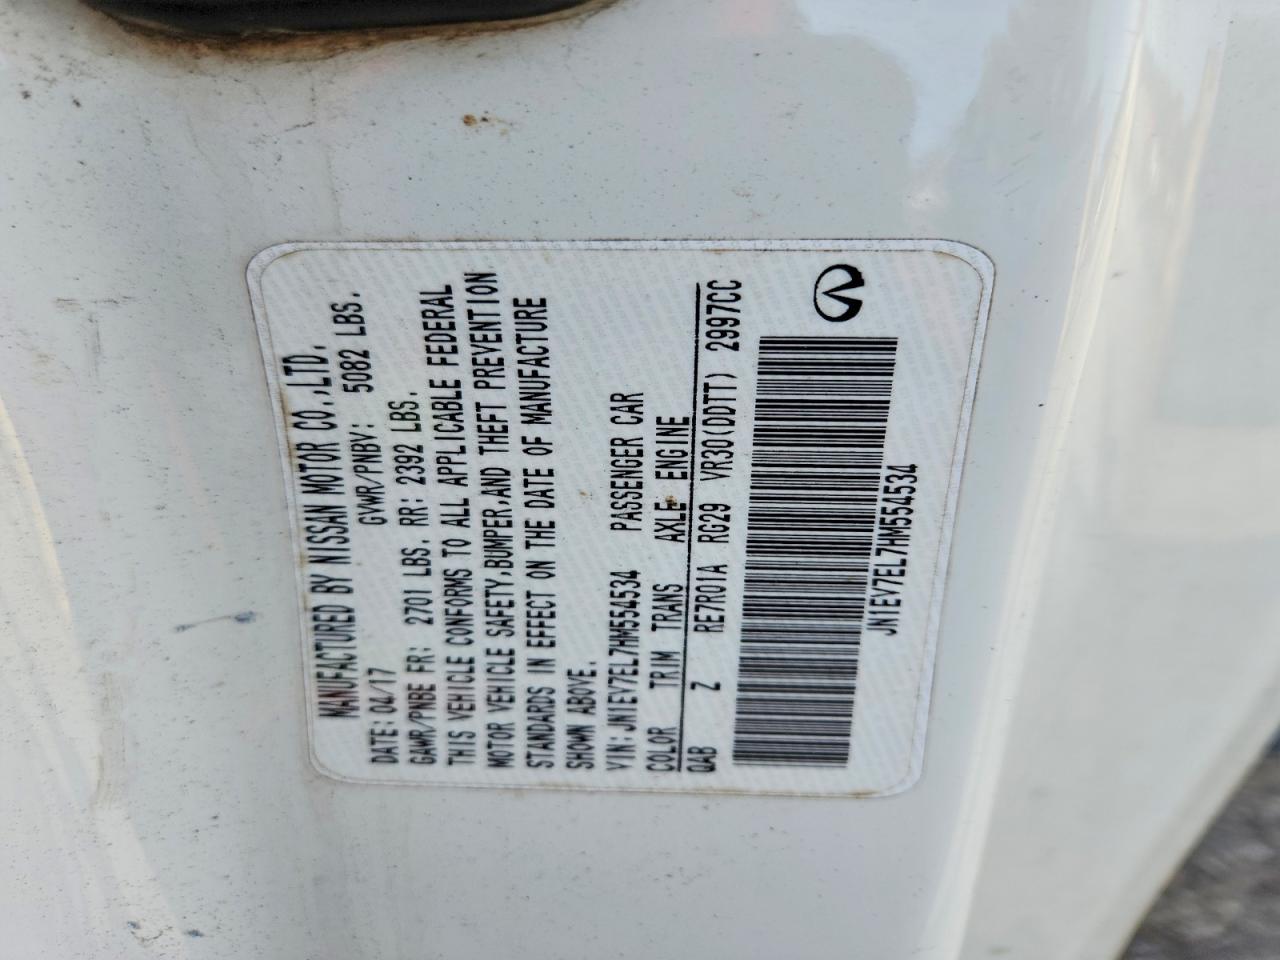 MANUFACTURED BY NISSAN MOTOR CO.,LTD.
DATE: 04/17 GVWR/PNBV: 5082 LBS.
GAWR/PNBE FR: 2701 LBS. RR: 2392 LBS.
THIS VEHICLE CONFORMS TO ALL APPLICABLE FEDERAL
MOTOR VEHICLE SAFETY,BUMPER,AND THEFT PREVENTION
STANDARDS IN EFFECT ON THE DATE OF MANUFACTURE
SHOWN ABOVE.
VIN: JN1EV7EL7HM554534 PASSENGER CAR
COLOR TRIM TRANS AXLE ENGINE
QAB Z RE7R01A RG29 VR30(DDTT) 2997CC
JN1EV7EL7HM554534